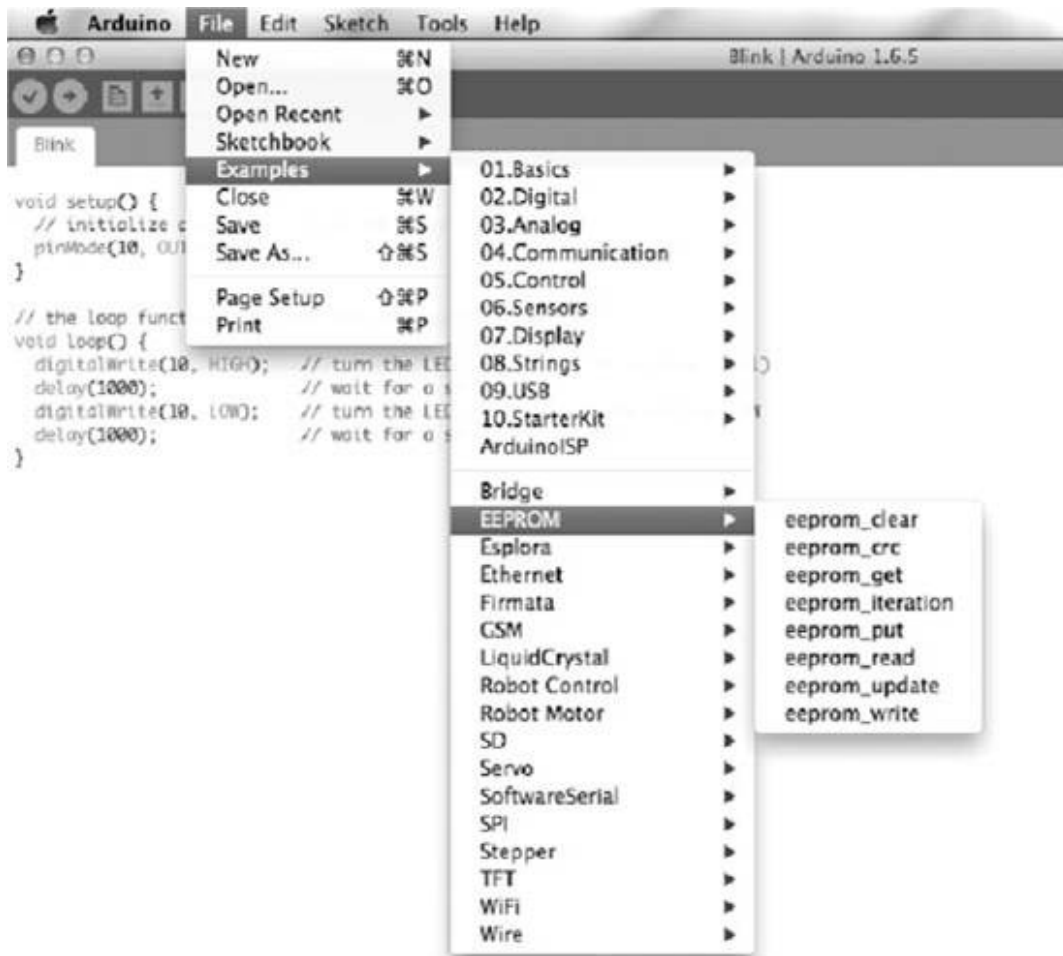 Arduino File Edit Sketch Tools Help
Blink | Arduino 1.6.5
New ⌘N
Open... ⌘O
Open Recent
Sketchbook
Examples
Close ⌘W
Save ⌘S
Save As... ⇧⌘S
Page Setup ⇧⌘P
Print ⌘P
Blink
void setup() {
// initialize
pinMode(10, OUT
}
// the loop funct
void loop() {
digitalWrite(10, HIGH); // turn the LED
delay(1000); // wait for a s
digitalWrite(10, LOW); // turn the LED
delay(1000); // wait for a s
}
01.Basics
02.Digital
03.Analog
04.Communication
05.Control
06.Sensors
07.Display
08.Strings
09.USB
10.StarterKit
ArduinoISP
Bridge
EEPROM
Esplora
Ethernet
Firmata
GSM
LiquidCrystal
Robot Control
Robot Motor
SD
Servo
SoftwareSerial
SPI
Stepper
TFT
WiFi
Wire
eeprom_clear
eeprom_crc
eeprom_get
eeprom_iteration
eeprom_put
eeprom_read
eeprom_update
eeprom_write